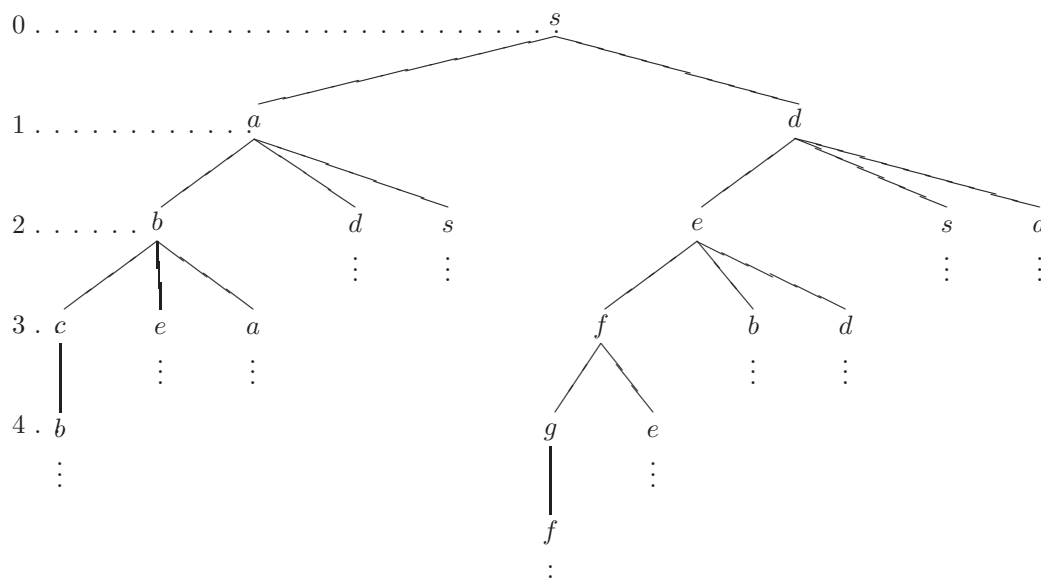 0 . . . . . . . . . . . . . . . . . . . . . . . . . . . . s
1 . . . . . . . . . . . . a d
2 . . . . . . b d s e s
3 . c e a f b d
4 . b g e
f